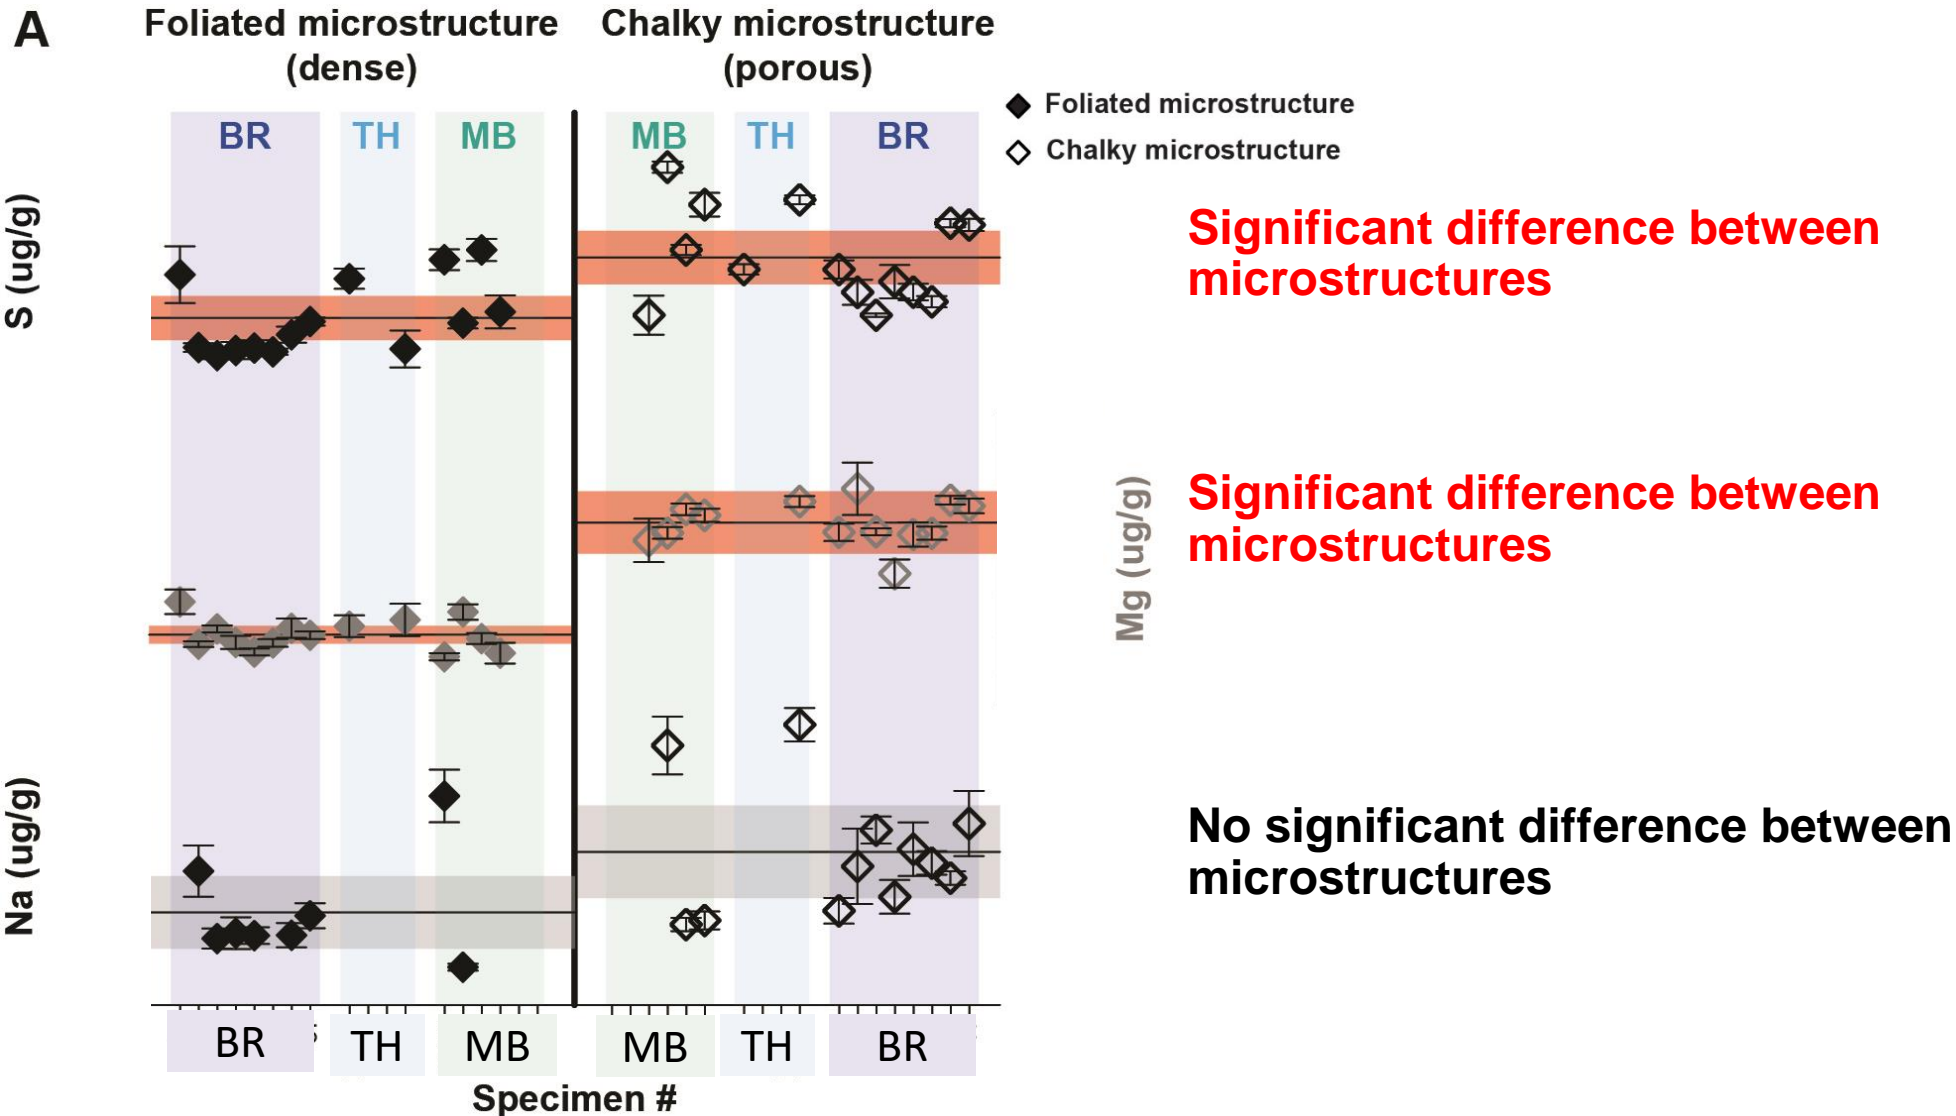 A
Foliated microstructure
(dense)
Chalky microstructure
(porous)
Foliated microstructure
Chalky microstructure
BR TH MB MB TH BR
S (ug/g)
Significant difference between
microstructures
Mg (ug/g)
Significant difference between
microstructures
Na (ug/g)
No significant difference between
microstructures
BR TH MB MB TH BR
Specimen #